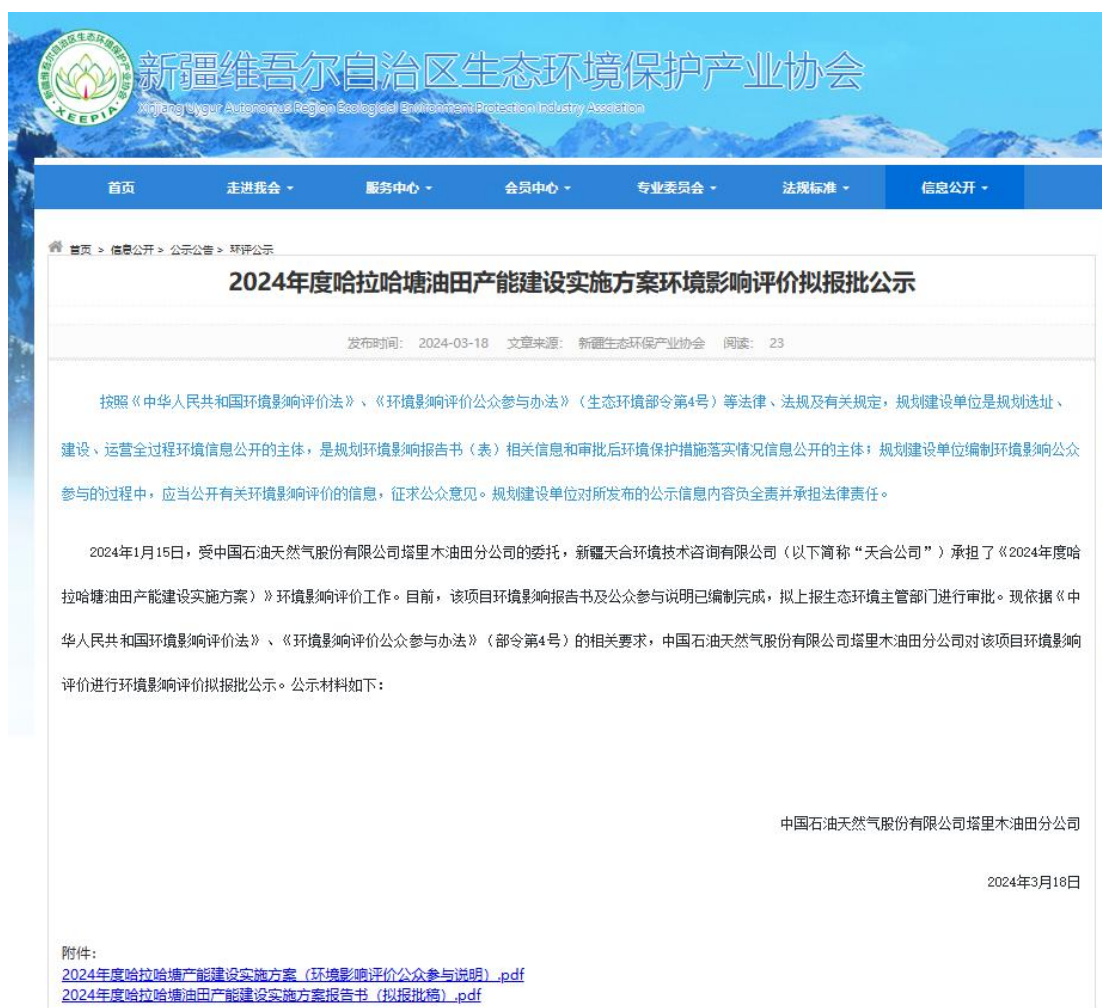 新疆生态环境保护产业协会
XEEPIA
新疆维吾尔自治区生态环境保护产业协会
Xinjiang Uygur Autonomus Region Ecologicial Environment Protection Industry Assciation
首页 走进我会 服务中心 会员中心 专业委员会 法规标准 信息公开
首页 > 信息公开 > 公示公告 > 环评公示
2024年度哈拉哈塘油田产能建设实施方案环境影响评价拟报批公示
发布时间: 2024-03-18 文章来源: 新疆生态环保产业协会 阅读: 23
按照《中华人民共和国环境影响评价法》、《环境影响评价公众参与办法》（生态环境部令第4号）等法律、法规及有关规定，规划建设单位是规划选址、
建设、运营全过程环境信息公开的主体，是规划环境影响报告书（表）相关信息和审批后环境保护措施落实情况信息公开的主体；规划建设单位编制环境影响公众
参与的过程中，应当公开有关环境影响评价的信息，征求公众意见。规划建设单位对所发布的公示信息内容负全责并承担法律责任。
2024年1月15日，受中国石油天然气股份有限公司塔里木油田分公司的委托，新疆天合环境技术咨询有限公司（以下简称“天合公司”）承担了《2024年度哈
拉哈塘油田产能建设实施方案）》环境影响评价工作。目前，该项目环境影响报告书及公众参与说明已编制完成，拟上报生态环境主管部门进行审批。现依据《中
华人民共和国环境影响评价法》、《环境影响评价公众参与办法》（部令第4号）的相关要求，中国石油天然气股份有限公司塔里木油田分公司对该项目环境影响
评价进行环境影响评价拟报批公示。公示材料如下：
中国石油天然气股份有限公司塔里木油田分公司
2024年3月18日
附件：
2024年度哈拉哈塘产能建设实施方案（环境影响评价公众参与说明）.pdf
2024年度哈拉哈塘油田产能建设实施方案报告书（拟报批稿）.pdf